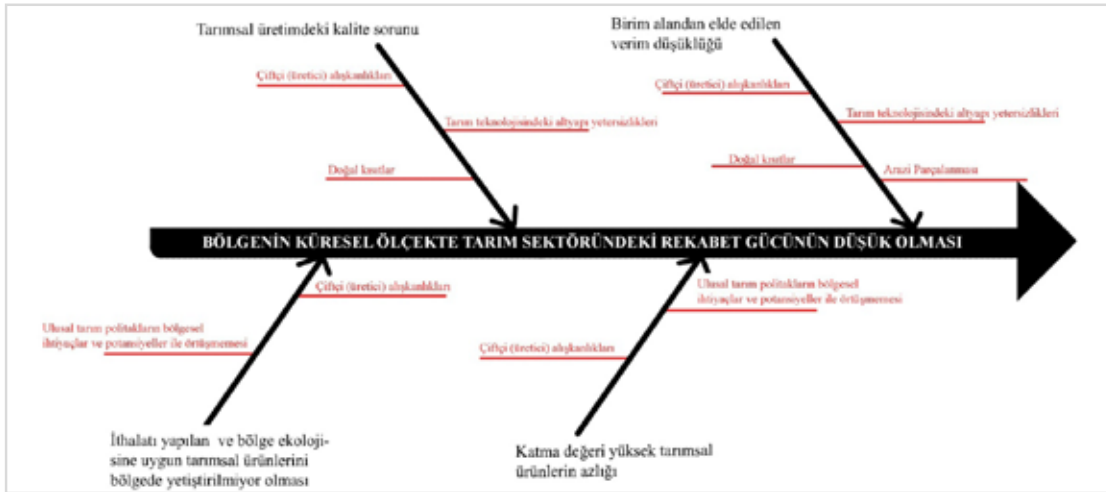 Tarımsal üretimdeki kalite sorunu
Birim alandan elde edilen
verim düşüklüğü
Çiftçi (üretici) alışkanlıkları
Tarım teknolojisindeki altyapı yetersizlikleri
Doğal kısıtlar
Çiftçi (üretici) alışkanlıkları
Tarım teknolojisindeki altyapı yetersizlikleri
Doğal kısıtlar
Arazi Parçalanması
BÖLGENİN KÜRESEL ÖLÇEKTE TARIM SEKTÖRÜNDEKİ REKABET GÜCÜNÜN DÜŞÜK OLMASI
Çiftçi (üretici) alışkanlıkları
Ulusal tarım politakların bölgesel
ihtiyaçlar ve potansiyeller ile örtüşmemesi
Ulusal tarım politakların bölgesel
ihtiyaçlar ve potansiyeller ile örtüşmemesi
Çiftçi (üretici) alışkanlıkları
İthalatı yapılan ve bölge ekoloji-
sine uygun tarımsal ürünlerini
bölgede yetiştirilmiyor olması
Katma değeri yüksek tarımsal
ürünlerin azlığı